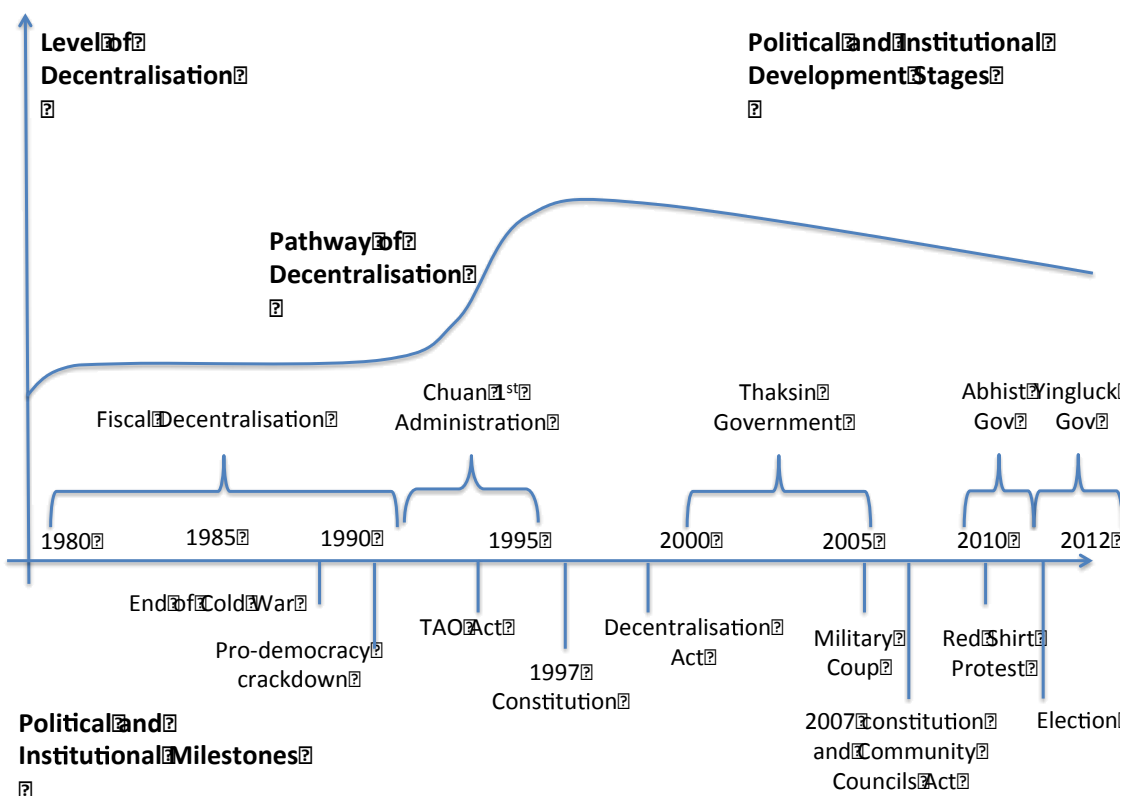 Level of
Decentralisation
Political and Institutional
Development Stages
Pathway of
Decentralisation
Fiscal Decentralisation
Chuan 1st
Administration
Thaksin
Government
Abhist
Gov
Yingluck
Gov
1980
1985
1990
1995
2000
2005
2010
2012
End of Cold War
Pro-democracy
crackdown
TAO Act
1997
Constitution
Decentralisation
Act
Military
Coup
2007 constitution
and Community
Councils Act
Red Shirt
Protest
Election
Political and
Institutional Milestones